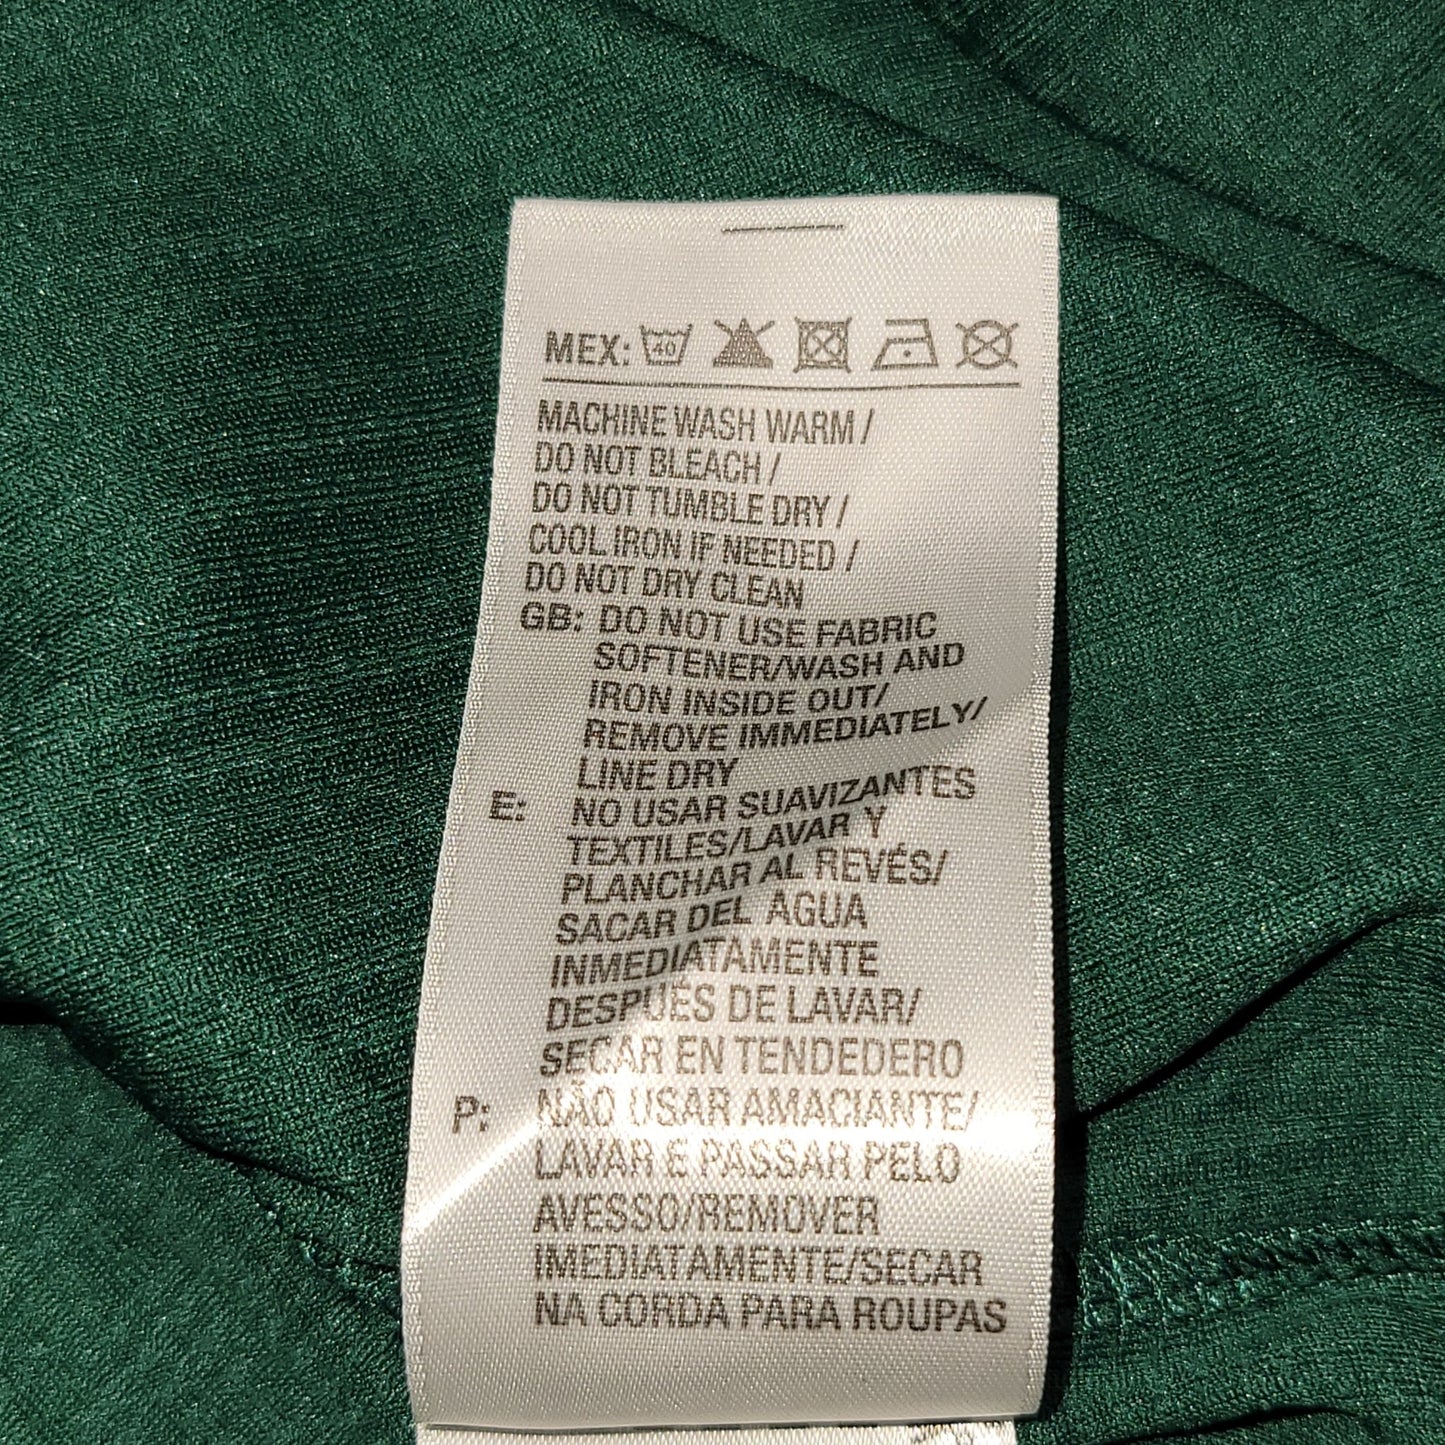 MEX: 40
MACHINE WASH WARM /
DO NOT BLEACH /
DO NOT TUMBLE DRY /
COOL IRON IF NEEDED /
DO NOT DRY CLEAN
GB: DO NOT USE FABRIC
SOFTENER/WASH AND
IRON INSIDE OUT/
REMOVE IMMEDIATELY/
LINE DRY
E: NO USAR SUAVIZANTES
TEXTILES/LAVAR Y
PLANCHAR AL REVÉS/
SACAR DEL AGUA
INMEDIATAMENTE
DESPUÉS DE LAVAR/
SECAR EN TENDEDERO
P: NÃO USAR AMACIANTE/
LAVAR E PASSAR PELO
AVESSO/REMOVER
IMEDIATAMENTE/SECAR
NA CORDA PARA ROUPAS